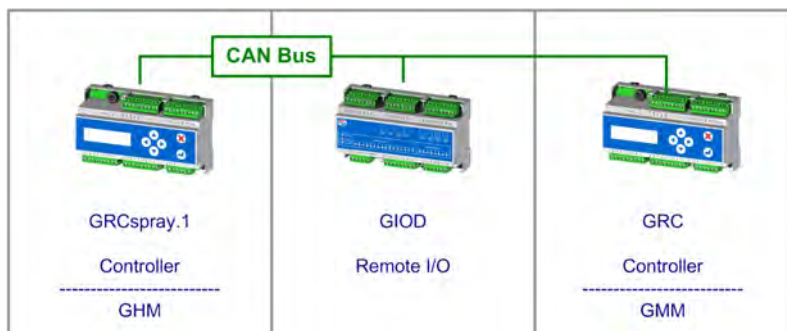 CAN Bus
GRCspray.1
Controller
GHM
GIOD
Remote I/O
GRC
Controller
GMM